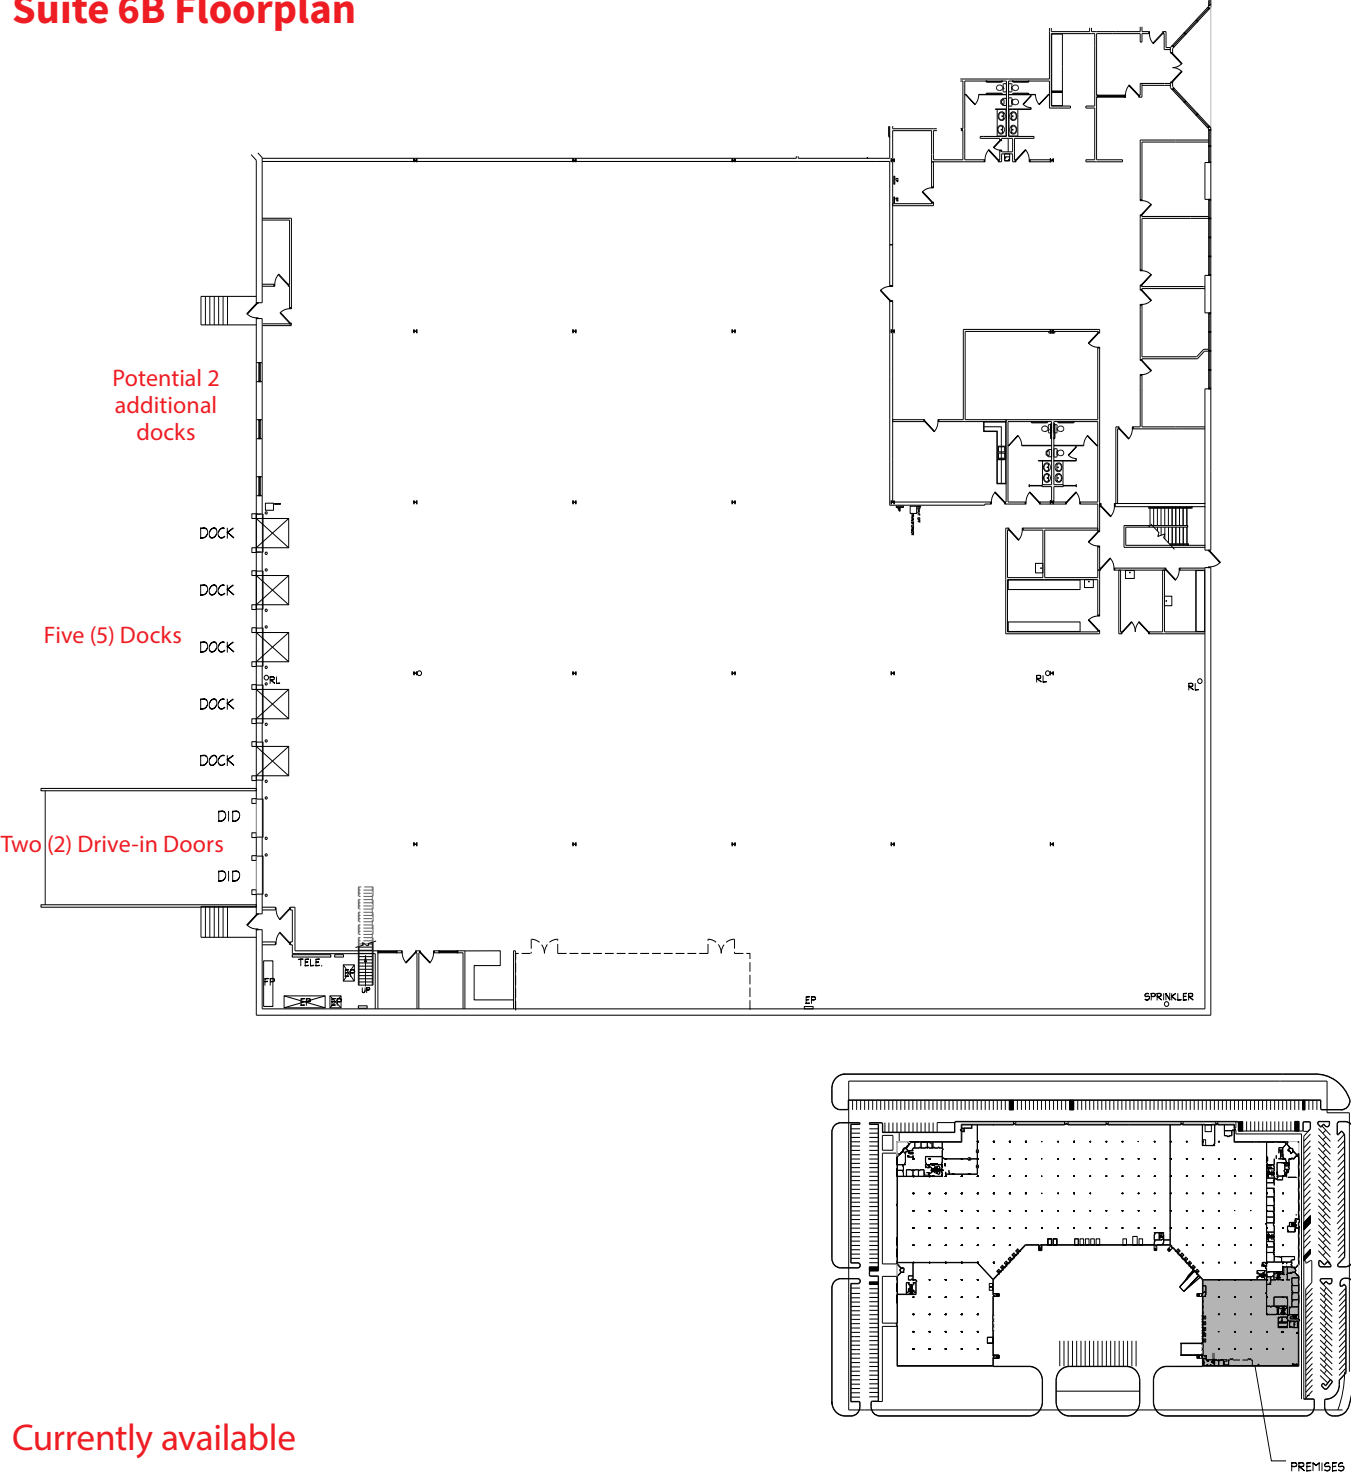 Suite 6B Floorplan
Potential 2
additional
docks
DOCK
DOCK
Five (5) Docks
DOCK
RL
RL
RL
DOCK
DOCK
DID
Two (2) Drive-in Doors
DID
TELE.
FP
EP
UP
EP
SPRINKLER
Currently available
PREMISES